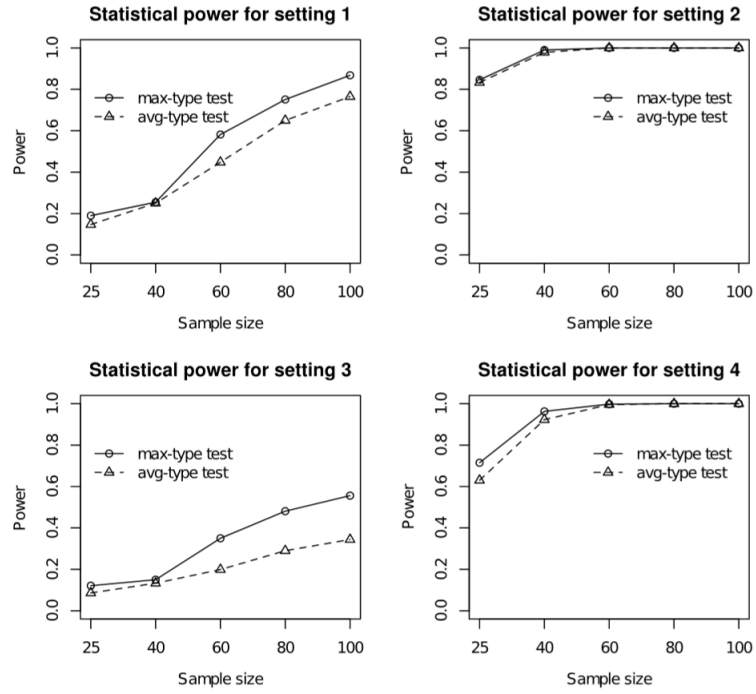 Statistical power for setting 1
Power
1.0
0.8
0.6
0.4
0.2
0.0
max-type test
avg-type test
25 40 60 80 100
Sample size
Statistical power for setting 2
Power
1.0
0.8
0.6
0.4
0.2
0.0
max-type test
avg-type test
25 40 60 80 100
Sample size
Statistical power for setting 3
Power
1.0
0.8
0.6
0.4
0.2
0.0
max-type test
avg-type test
25 40 60 80 100
Sample size
Statistical power for setting 4
Power
1.0
0.8
0.6
0.4
0.2
0.0
max-type test
avg-type test
25 40 60 80 100
Sample size